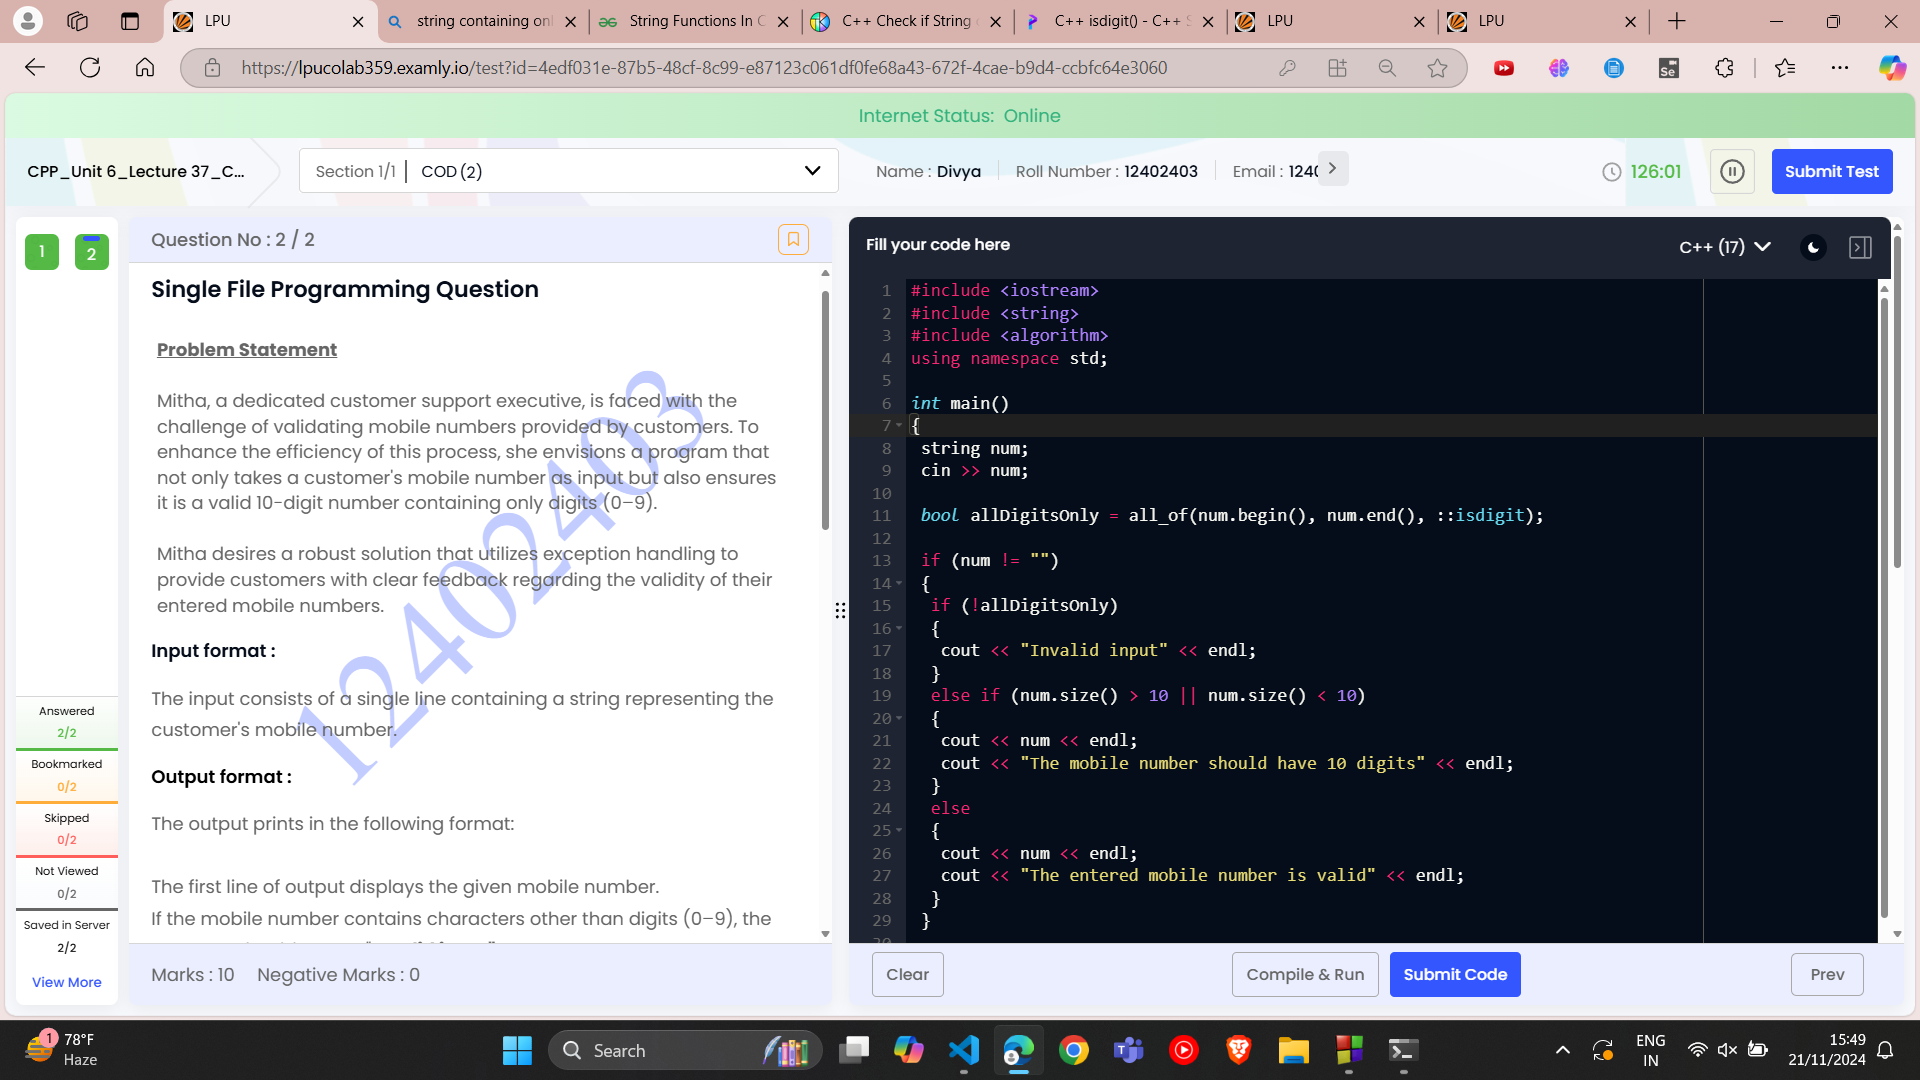 LPU
string containing onl
String Functions In C
C++ Check if String
C++ isdigit() - C++ S
LPU
LPU
https://lpucolab359.examly.io/test?id=4edf031e-87b5-48cf-8c99-e87123c061df0fe68a43-672f-4cae-b9d4-ccbfc64e3060
Internet Status: Online
CPP_Unit 6_Lecture 37_C...
Section 1/1 | COD (2)
Name : Divya
Roll Number : 12402403
Email : 1240
126:01
Submit Test
1
2
Question No : 2 / 2
Single File Programming Question
Problem Statement
Mitha, a dedicated customer support executive, is faced with the
challenge of validating mobile numbers provided by customers. To
enhance the efficiency of this process, she envisions a program that
not only takes a customer's mobile number as input but also ensures
it is a valid 10-digit number containing only digits (0–9).
Mitha desires a robust solution that utilizes exception handling to
provide customers with clear feedback regarding the validity of their
entered mobile numbers.
Input format :
The input consists of a single line containing a string representing the
customer's mobile number.
Output format :
The output prints in the following format:
The first line of output displays the given mobile number.
If the mobile number contains characters other than digits (0–9), the
12402403
Marks : 10
Negative Marks : 0
Answered
2/2
Bookmarked
0/2
Skipped
0/2
Not Viewed
0/2
Saved in Server
2/2
View More
Fill your code here
C++ (17)
1 #include <iostream>
2 #include <string>
3 #include <algorithm>
4 using namespace std;
5
6 int main()
7 {
8 string num;
9 cin >> num;
10
11 bool allDigitsOnly = all_of(num.begin(), num.end(), ::isdigit);
12
13 if (num != "")
14 {
15 if (!allDigitsOnly)
16 {
17 cout << "Invalid input" << endl;
18 }
19 else if (num.size() > 10 || num.size() < 10)
20 {
21 cout << num << endl;
22 cout << "The mobile number should have 10 digits" << endl;
23 }
24 else
25 {
26 cout << num << endl;
27 cout << "The entered mobile number is valid" << endl;
28 }
29 }
Clear
Compile & Run
Submit Code
Prev
1
78°F
Haze
Search
ENG
IN
15:49
21/11/2024